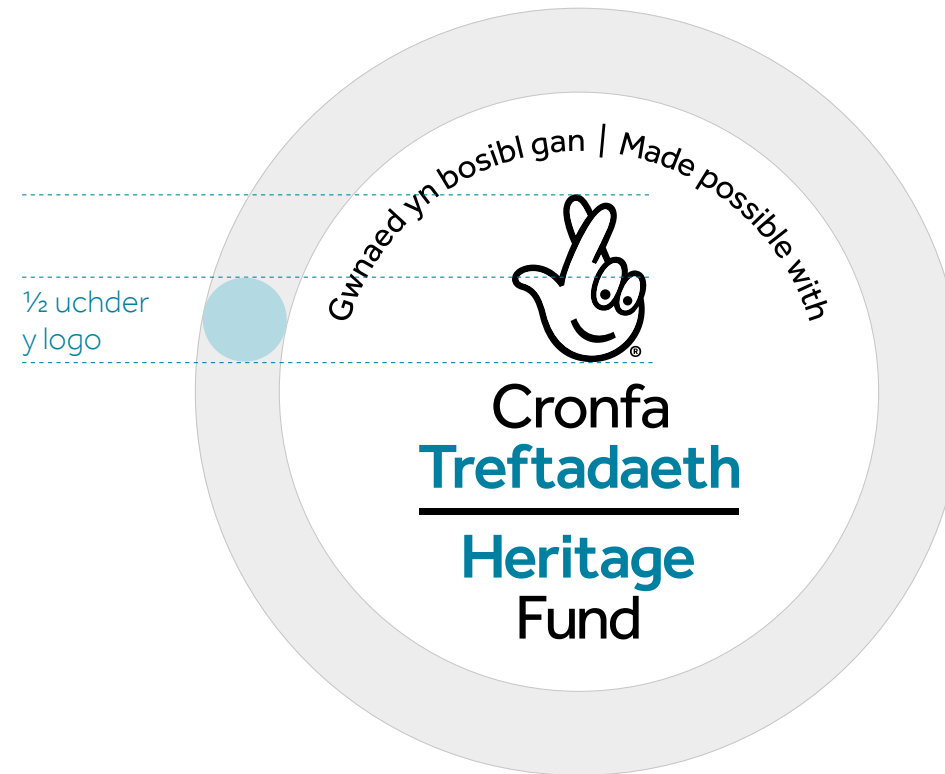 Gwnaed yn bosibl gan | Made possible with
½ uchder
y logo
®
Cronfa
Treftadaeth
Heritage
Fund